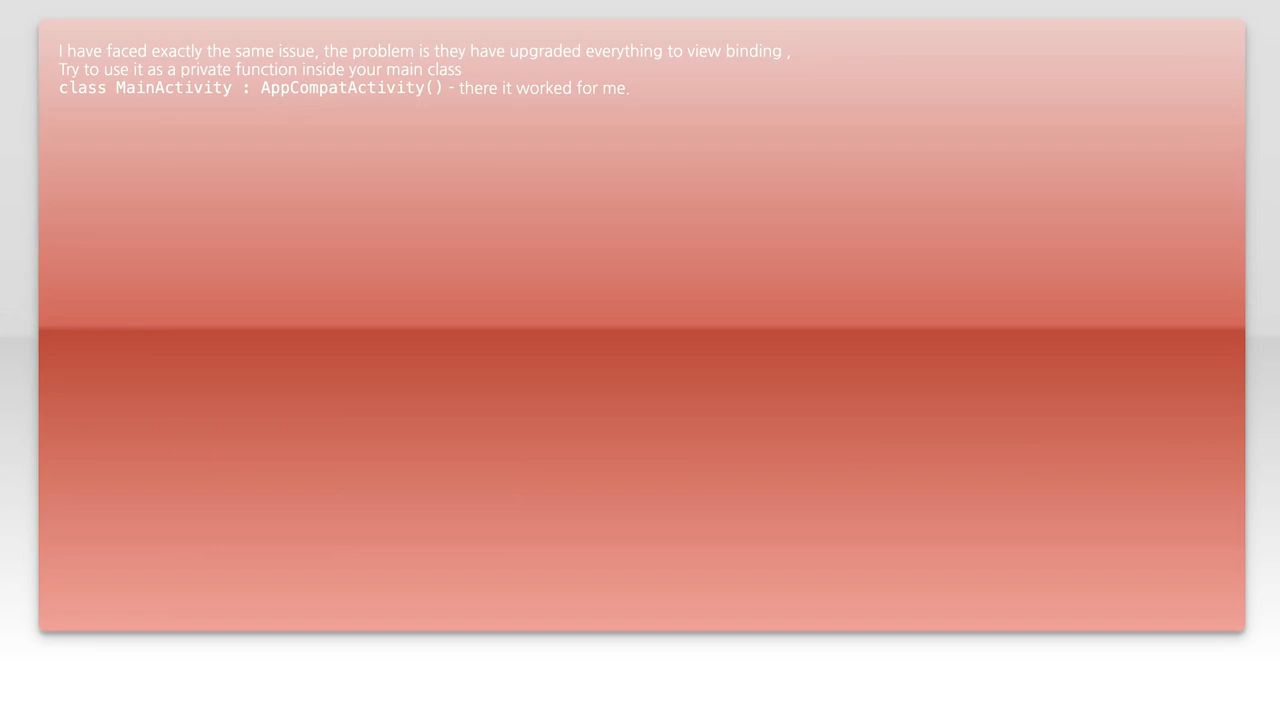 I have faced exactly the same issue, the problem is they have upgraded everything to view binding ,
Try to use it as a private function inside your main class
class MainActivity : AppCompatActivity() - there it worked for me.